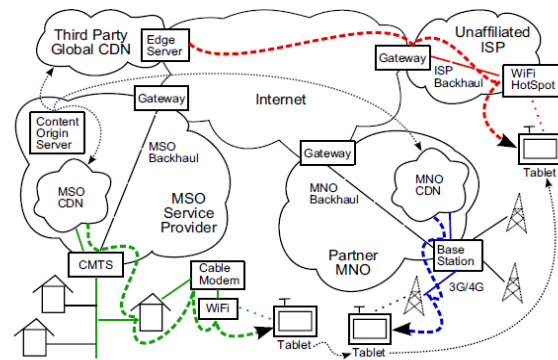 Third Party
Global CDN
Edge
Server
Unaffiliated
ISP
Gateway
ISP
Backhaul
WiFi
HotSpot
Gateway
Internet
Content
Origin
Server
MSO
Backhaul
Gateway
Tablet
MSO
CDN
MSO
Service
Provider
MNO
Backhaul
MNO
CDN
CMTS
Partner
MNO
Base
Station
Cable
Modem
WiFi
3G/4G
Tablet
Tablet